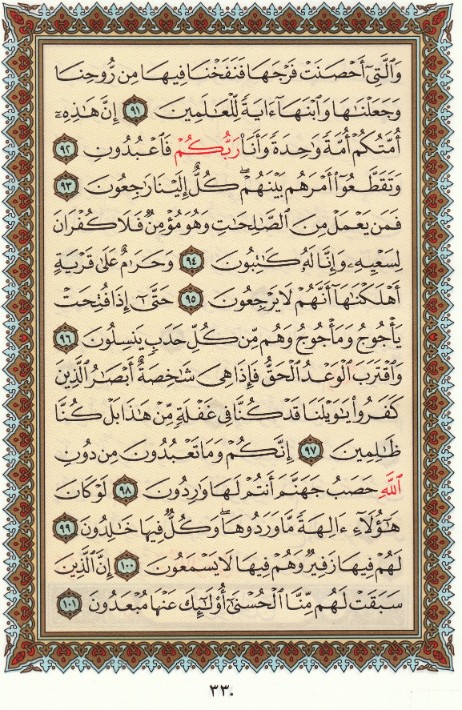 وَٱلَّتِىٓ أَحْصَنَتْ فَرْجَهَا فَنَفَخْنَا فِيهَا مِن رُّوحِنَا
وَجَعَلْنَٰهَا وَٱبْنَهَآ ءَايَةً لِّلْعَٰلَمِينَ ٩١ إِنَّ هَٰذِهِۦٓ
أُمَّتُكُمْ أُمَّةً وَٰحِدَةً وَأَنَا۠ رَبُّكُمْ فَٱعْبُدُونِ ٩٢
وَتَقَطَّعُوٓا۟ أَمْرَهُم بَيْنَهُمْ ۖ كُلٌّ إِلَيْنَا رَٰجِعُونَ ٩٣
فَمَن يَعْمَلْ مِنَ ٱلصَّٰلِحَٰتِ وَهُوَ مُؤْمِنٌ فَلَا كُفْرَانَ
لِسَعْيِهِۦ وَإِنَّا لَهُۥ كَٰتِبُونَ ٩٤ وَحَرَٰمٌ عَلَىٰ قَرْيَةٍ
أَهْلَكْنَٰهَآ أَنَّهُمْ لَا يَرْجِعُونَ ٩٥ حَتَّىٰٓ إِذَا فُتِحَتْ
يَأْجُوجُ وَمَأْجُوجُ وَهُم مِّن كُلِّ حَدَبٍ يَنسِلُونَ ٩٦
وَٱقْتَرَبَ ٱلْوَعْدُ ٱلْحَقُّ فَإِذَا هِىَ شَٰخِصَةٌ أَبْصَٰرُ ٱلَّذِينَ
كَفَرُوا۟ يَٰوَيْلَنَا قَدْ كُنَّا فِى غَفْلَةٍ مِّنْ هَٰذَا بَلْ كُنَّا
ظَٰلِمِينَ ٩٧ إِنَّكُمْ وَمَا تَعْبُدُونَ مِن دُونِ
ٱللَّهِ حَصَبُ جَهَنَّمَ أَنتُمْ لَهَا وَٰرِدُونَ ٩٨ لَوْ كَانَ
هَٰٓؤُلَآءِ ءَالِهَةً مَّا وَرَدُوهَا ۖ وَكُلٌّ فِيهَا خَٰلِدُونَ ٩٩
لَهُمْ فِيهَا زَفِيرٌ وَهُمْ فِيهَا لَا يَسْمَعُونَ ١٠٠ إِنَّ ٱلَّذِينَ
سَبَقَتْ لَهُم مِّنَّا ٱلْحُسْنَىٰٓ أُو۟لَٰٓئِكَ عَنْهَا مُبْعَدُونَ ١٠١
٣٣٠